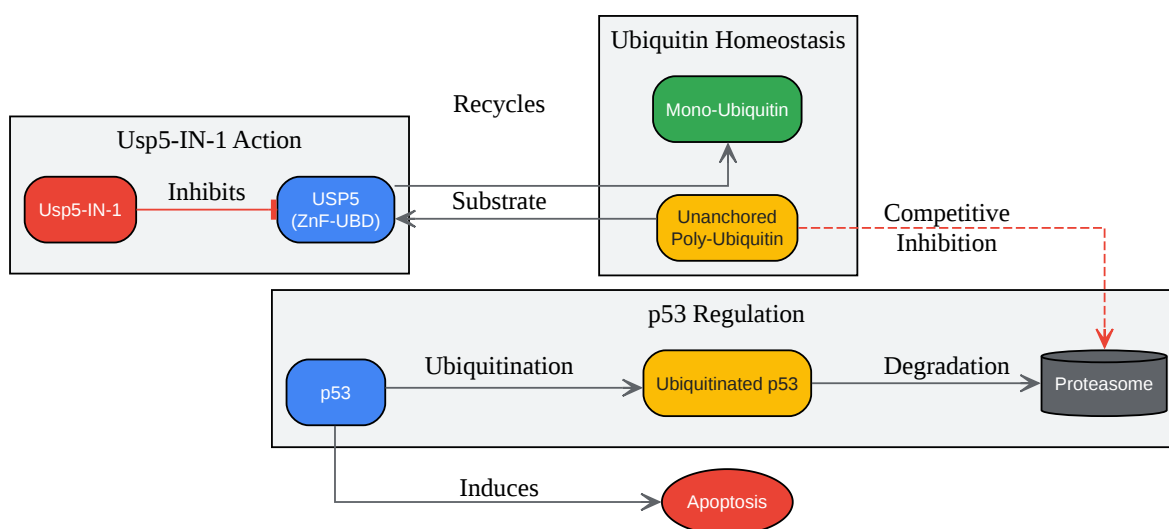 Ubiquitin Homeostasis
Mono-Ubiquitin
Recycles
Usp5-IN-1 Action
Inhibits
Usp5-IN-1
USP5
(ZnF-UBD)
Substrate
Unanchored
Poly-Ubiquitin
Competitive
Inhibition
p53 Regulation
Ubiquitination
Degradation
p53
Ubiquitinated p53
Proteasome
Induces
Apoptosis